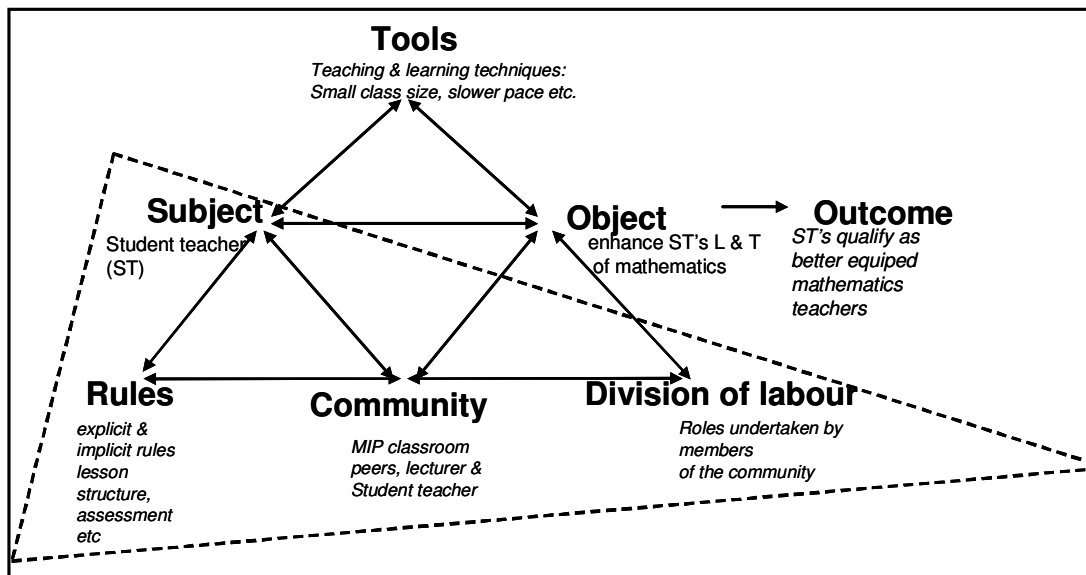 Tools
Teaching & learning techniques:
Small class size, slower pace etc.
Subject
Student teacher
(ST)
Object
enhance ST's L & T
of mathematics
Outcome
ST's qualify as
better equiped
mathematics
teachers
Rules
explicit &
implicit rules
lesson
structure,
assessment
etc
Community
MIP classroom
peers, lecturer &
Student teacher
Division of labour
Roles undertaken by
members
of the community